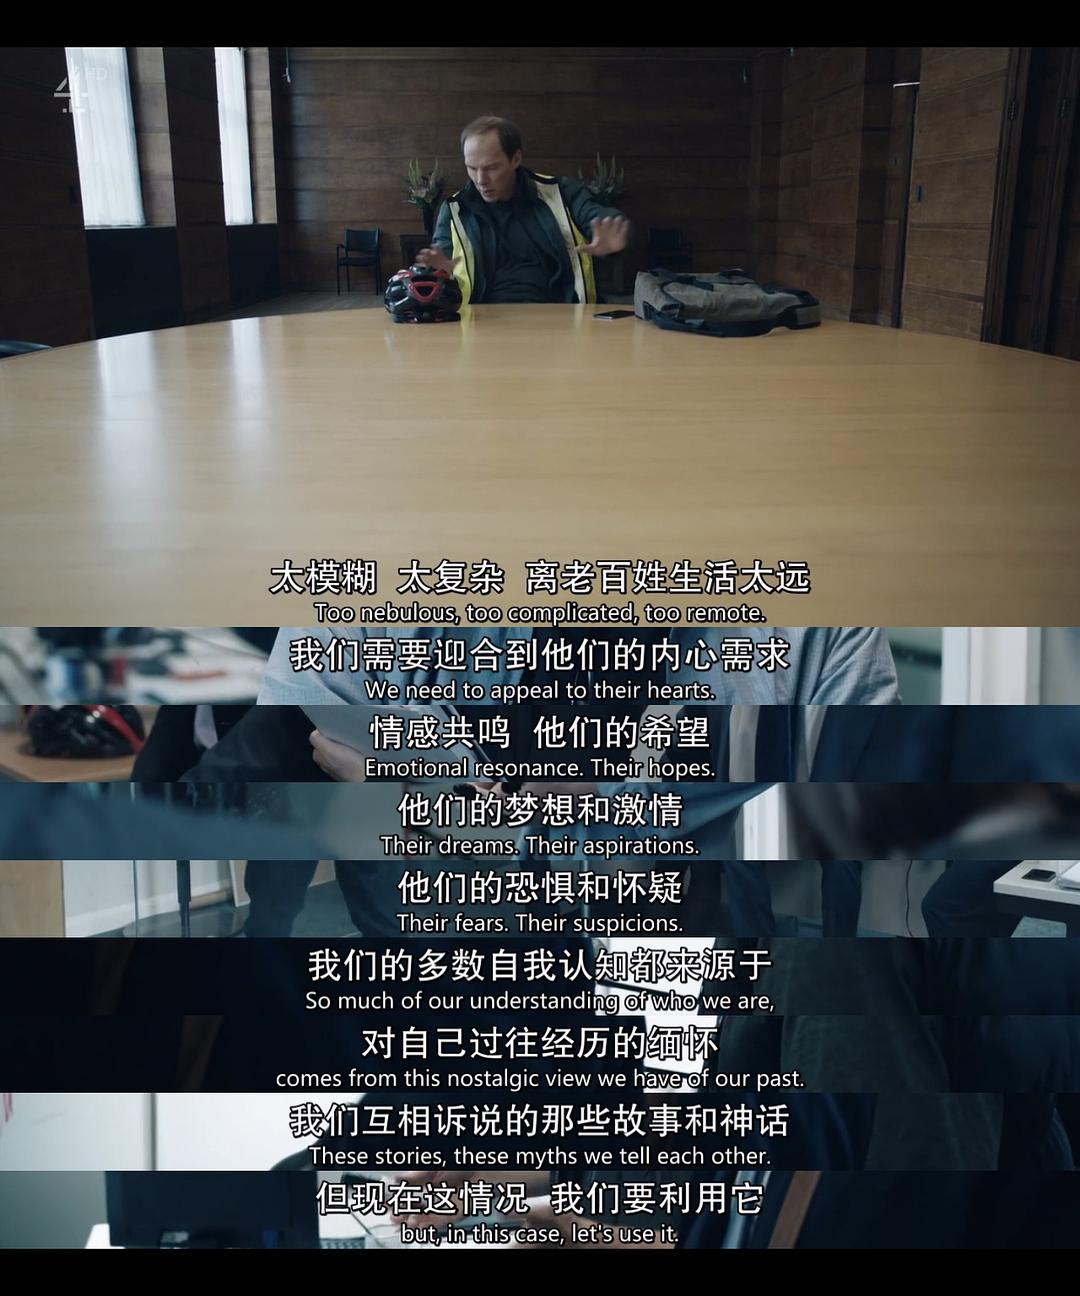 4HD
太模糊 太复杂 离老百姓生活太远
Too nebulous, too complicated, too remote.
我们需要迎合到他们的内心需求
We need to appeal to their hearts.
情感共鸣 他们的希望
Emotional resonance. Their hopes.
他们的梦想和激情
Their dreams. Their aspirations.
他们的恐惧和怀疑
Their fears. Their suspicions.
我们的多数自我认知都来源于
So much of our understanding of who we are,
对自己过往经历的缅怀
comes from this nostalgic view we have of our past.
我们互相诉说的那些故事和神话
These stories, these myths we tell each other.
但现在这情况 我们要利用它
but, in this case, let's use it.